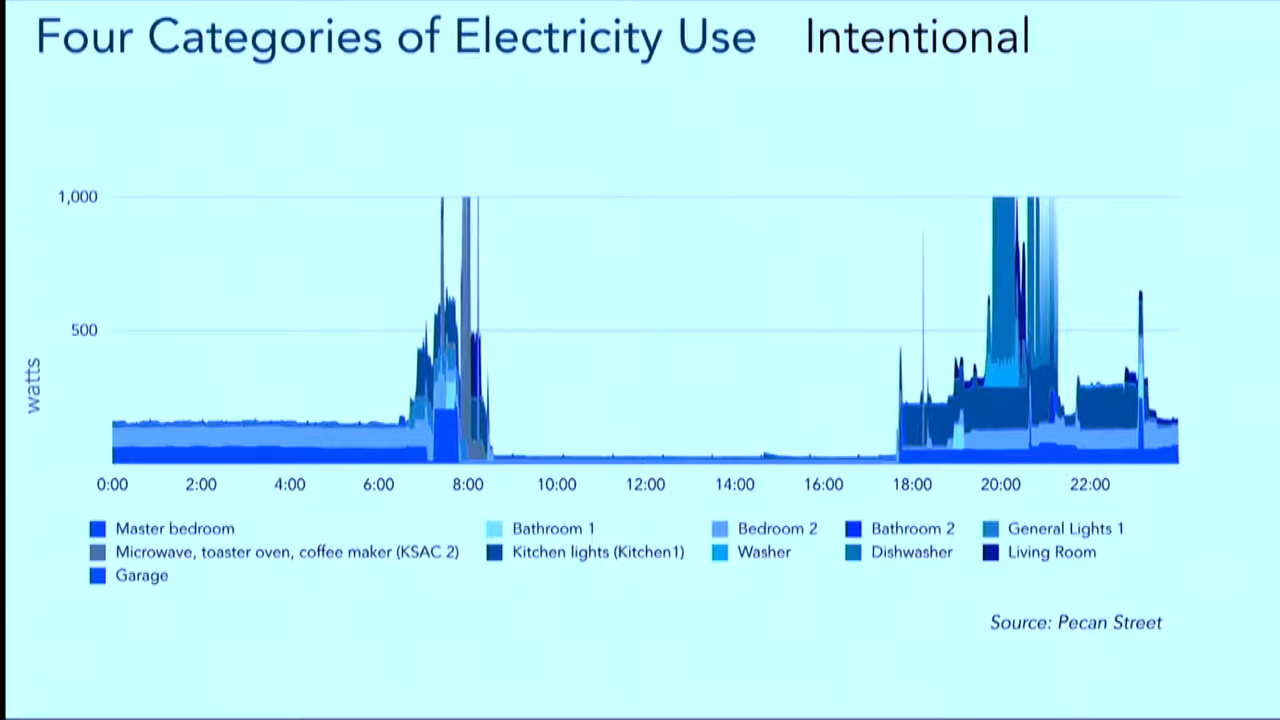 Four Categories of Electricity Use Intentional
1,000
500
watts
0:00 2:00 4:00 6:00 8:00 10:00 12:00 14:00 16:00 18:00 20:00 22:00
Master bedroom Bathroom 1 Bedroom 2 Bathroom 2 General Lights 1
Microwave, toaster oven, coffee maker (KSAC 2) Kitchen lights (Kitchen1) Washer Dishwasher Living Room
Garage
Source: Pecan Street